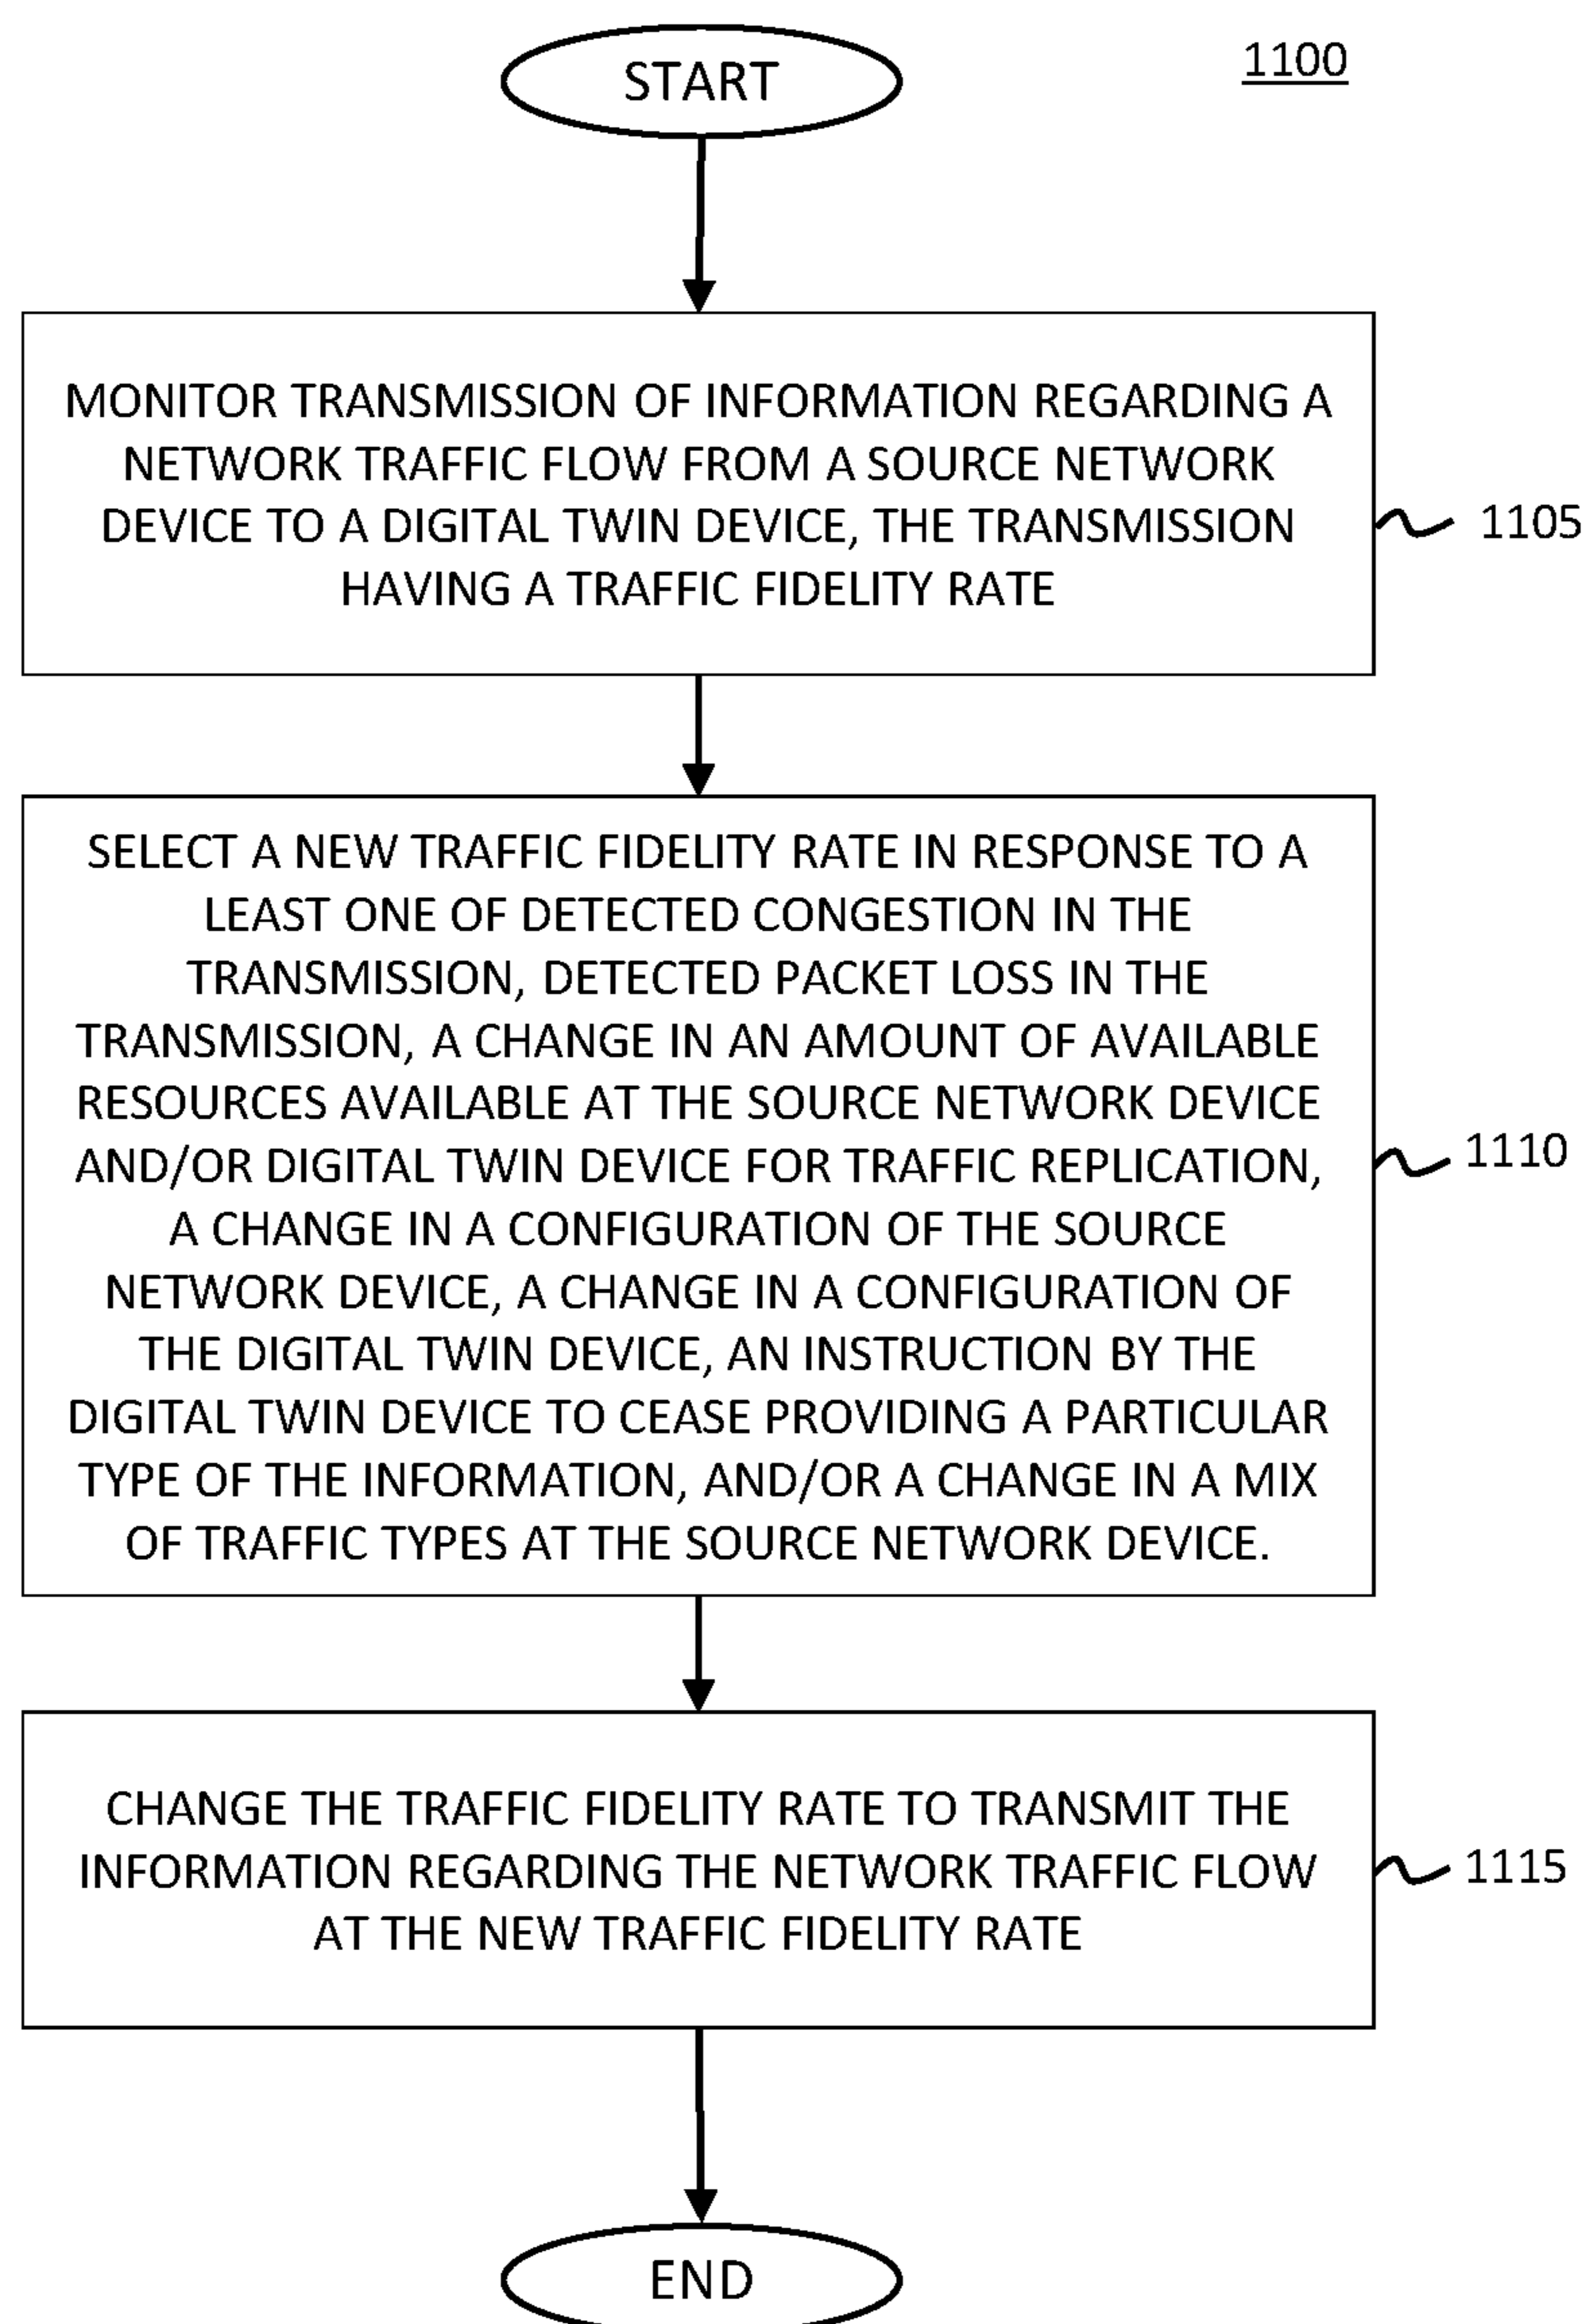 START
1100
MONITOR TRANSMISSION OF INFORMATION REGARDING A
NETWORK TRAFFIC FLOW FROM A SOURCE NETWORK
DEVICE TO A DIGITAL TWIN DEVICE, THE TRANSMISSION
HAVING A TRAFFIC FIDELITY RATE
1105
SELECT A NEW TRAFFIC FIDELITY RATE IN RESPONSE TO A
LEAST ONE OF DETECTED CONGESTION IN THE
TRANSMISSION, DETECTED PACKET LOSS IN THE
TRANSMISSION, A CHANGE IN AN AMOUNT OF AVAILABLE
RESOURCES AVAILABLE AT THE SOURCE NETWORK DEVICE
AND/OR DIGITAL TWIN DEVICE FOR TRAFFIC REPLICATION,
A CHANGE IN A CONFIGURATION OF THE SOURCE
NETWORK DEVICE, A CHANGE IN A CONFIGURATION OF
THE DIGITAL TWIN DEVICE, AN INSTRUCTION BY THE
DIGITAL TWIN DEVICE TO CEASE PROVIDING A PARTICULAR
TYPE OF THE INFORMATION, AND/OR A CHANGE IN A MIX
OF TRAFFIC TYPES AT THE SOURCE NETWORK DEVICE.
1110
CHANGE THE TRAFFIC FIDELITY RATE TO TRANSMIT THE
INFORMATION REGARDING THE NETWORK TRAFFIC FLOW
AT THE NEW TRAFFIC FIDELITY RATE
1115
END